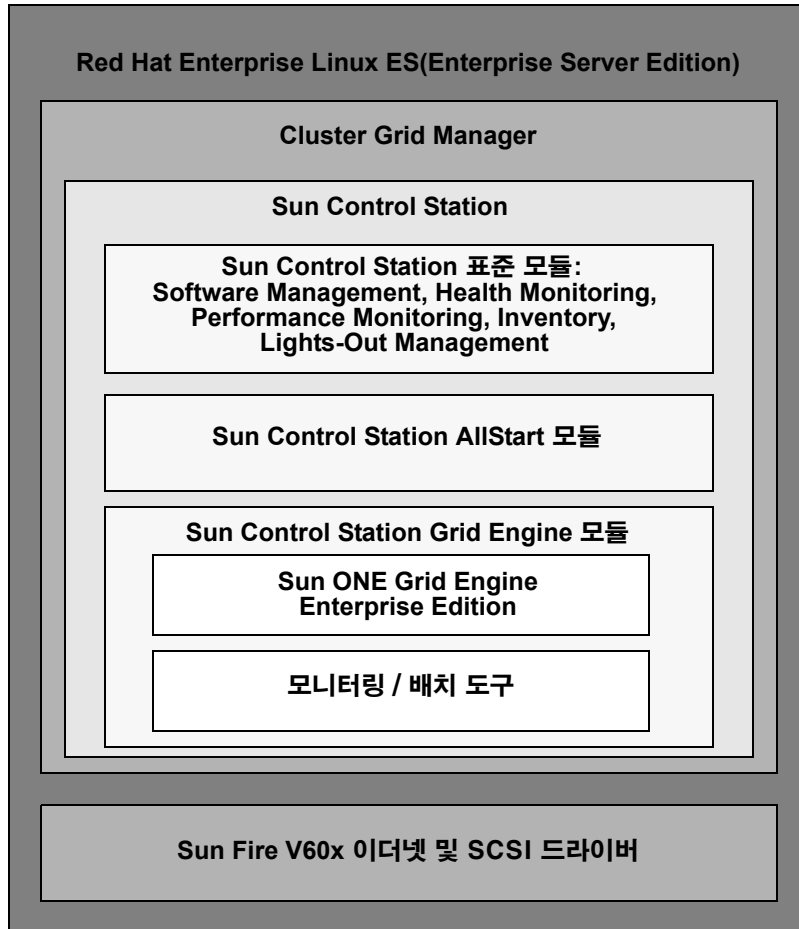 Red Hat Enterprise Linux ES(Enterprise Server Edition)
Cluster Grid Manager
Sun Control Station
Sun Control Station 표준 모듈:
Software Management, Health Monitoring,
Performance Monitoring, Inventory,
Lights-Out Management
Sun Control Station AllStart 모듈
Sun Control Station Grid Engine 모듈
Sun ONE Grid Engine
Enterprise Edition
모니터링 / 배치 도구
Sun Fire V60x 이더넷 및 SCSI 드라이버